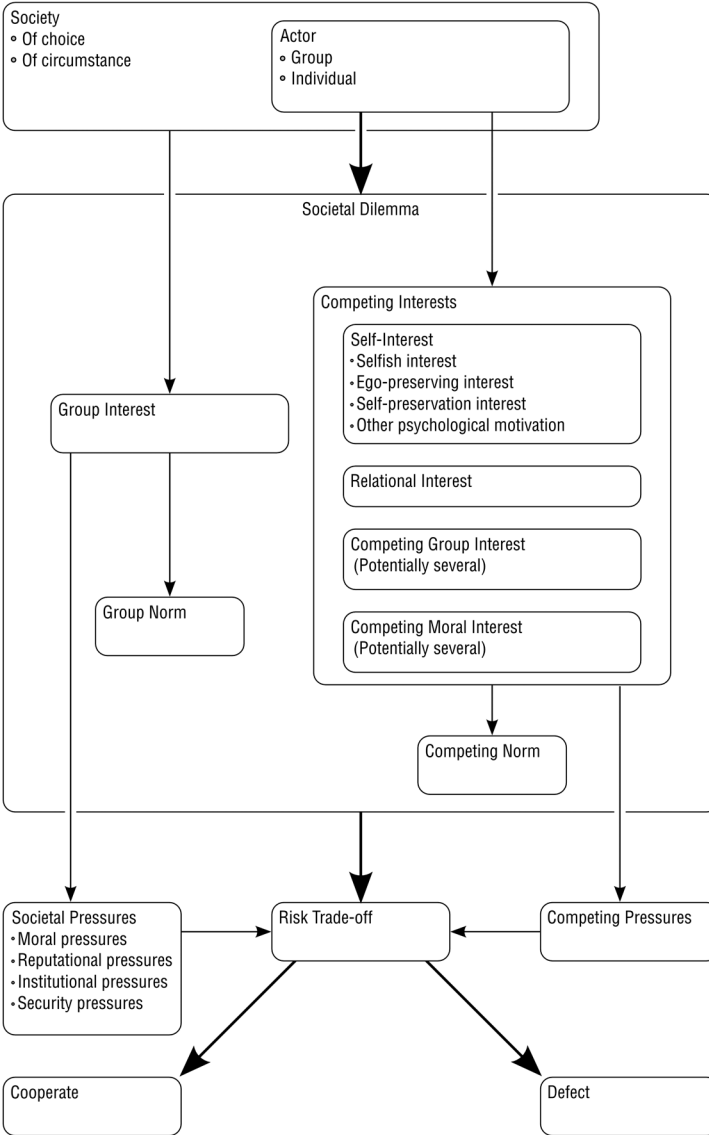 Society
∘ Of choice
∘ Of circumstance
Actor
∘ Group
∘ Individual
Societal Dilemma
Competing Interests
Self-Interest
∘ Selfish interest
∘ Ego-preserving interest
∘ Self-preservation interest
∘ Other psychological motivation
Group Interest
Relational Interest
Competing Group Interest
(Potentially several)
Group Norm
Competing Moral Interest
(Potentially several)
Competing Norm
Societal Pressures
∘ Moral pressures
∘ Reputational pressures
∘ Institutional pressures
∘ Security pressures
Risk Trade-off
Competing Pressures
Cooperate
Defect